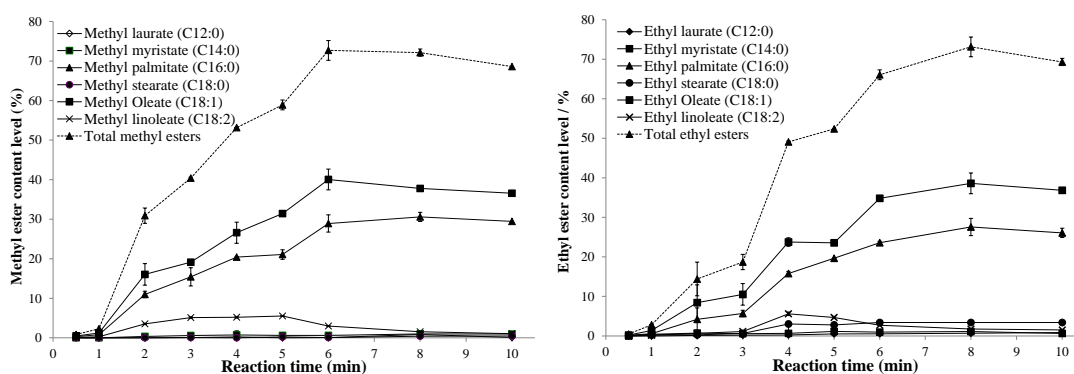 Methyl ester content level (%)
80
70
60
50
40
30
20
10
0
Methyl laurate (C12:0)
Methyl myristate (C14:0)
Methyl palmitate (C16:0)
Methyl stearate (C18:0)
Methyl Oleate (C18:1)
Methyl linoleate (C18:2)
Total methyl esters
0 1 2 3 4 5 6 7 8 9 10
Reaction time (min)
Ethyl ester content level / %
80
70
60
50
40
30
20
10
0
Ethyl laurate (C12:0)
Ethyl myristate (C14:0)
Ethyl palmitate (C16:0)
Ethyl stearate (C18:0)
Ethyl Oleate (C18:1)
Ethyl linoleate (C18:2)
Total ethyl esters
0 1 2 3 4 5 6 7 8 9 10
Reaction time (min)